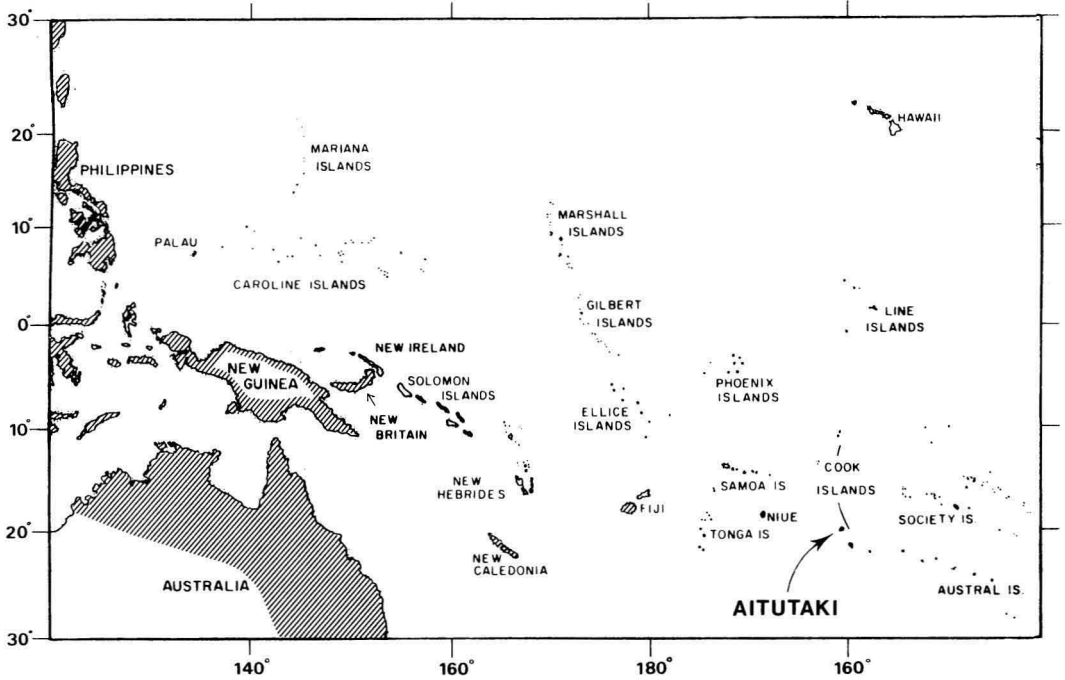 30°
20°
10°
0°
10°
20°
30°
HAWAII
MARIANA
ISLANDS
PHILIPPINES
MARSHALL
ISLANDS
PALAU
CAROLINE ISLANDS
GILBERT
ISLANDS
LINE
ISLANDS
NEW IRELAND
NEW
GUINEA
SOLOMON
ISLANDS
PHOENIX
ISLANDS
NEW
BRITAIN
ELLICE
ISLANDS
COOK
ISLANDS
NEW
HEBRIDES
SAMOA IS
FIJI
NIUE
SOCIETY IS.
TONGA IS
NEW
CALEDONIA
AUSTRALIA
AUSTRAL IS.
AITUTAKI
140°
160°
180°
160°